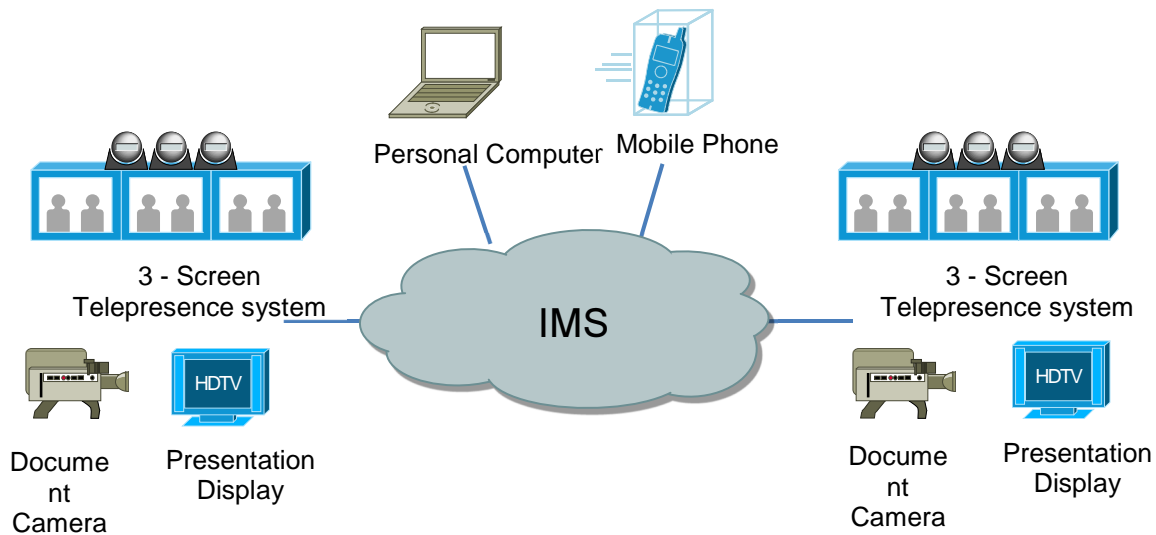 Personal Computer
Mobile Phone
3 - Screen
Telepresence system
3 - Screen
Telepresence system
IMS
HDTV
HDTV
Docume
nt
Camera
Presentation
Display
Docume
nt
Camera
Presentation
Display